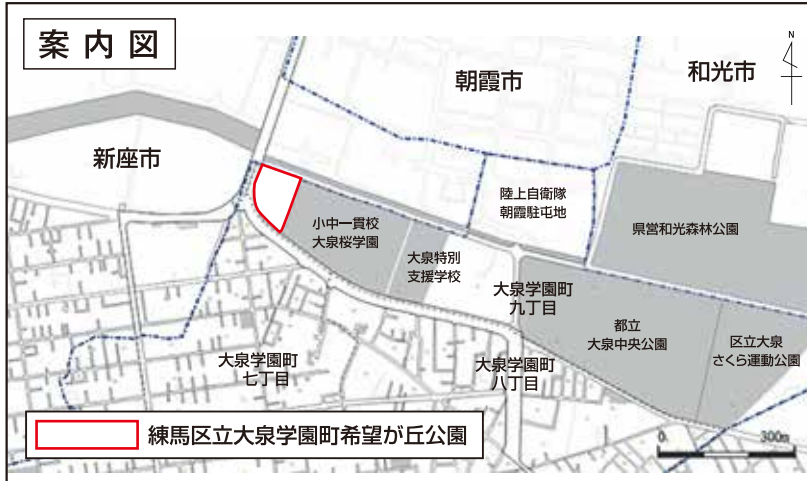 案内図
N
朝霞市
和光市
新座市
陸上自衛隊
朝霞駐屯地
県営和光森林公園
小中一貫校
大泉桜学園
大泉特別
支援学校
大泉学園町
九丁目
都立
大泉中央公園
区立大泉
さくら運動公園
大泉学園町
七丁目
大泉学園町
八丁目
練馬区立大泉学園町希望が丘公園
0 300m